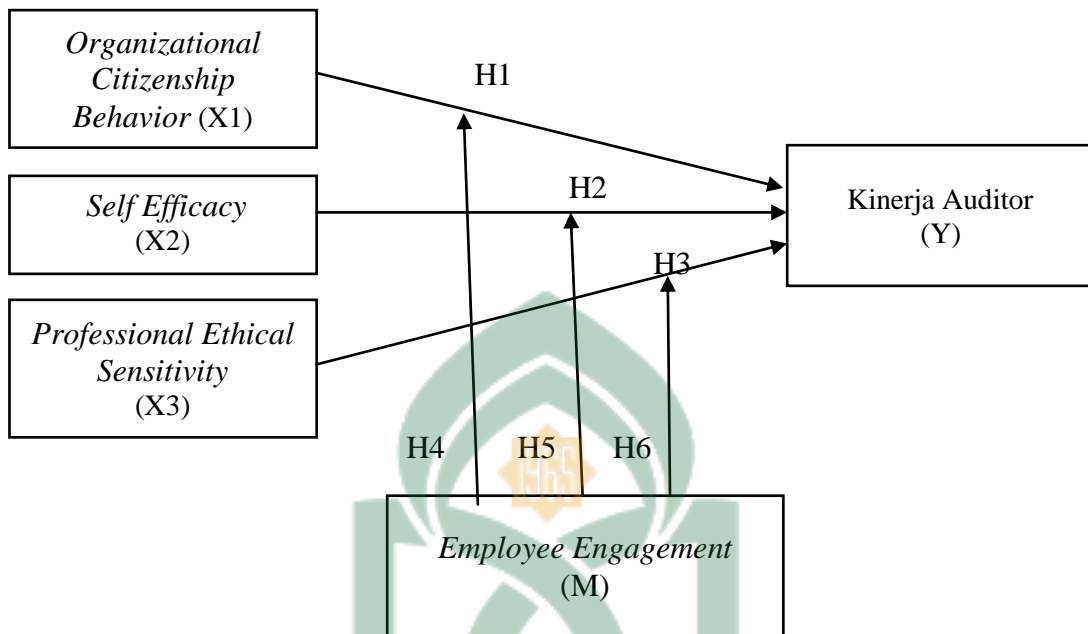 Organizational
Citizenship
Behavior (X1)
H1
Self Efficacy
(X2)
H2
Kinerja Auditor
(Y)
H3
Professional Ethical
Sensitivity
(X3)
H4 H5 H6
1965
Employee Engagement
(M)